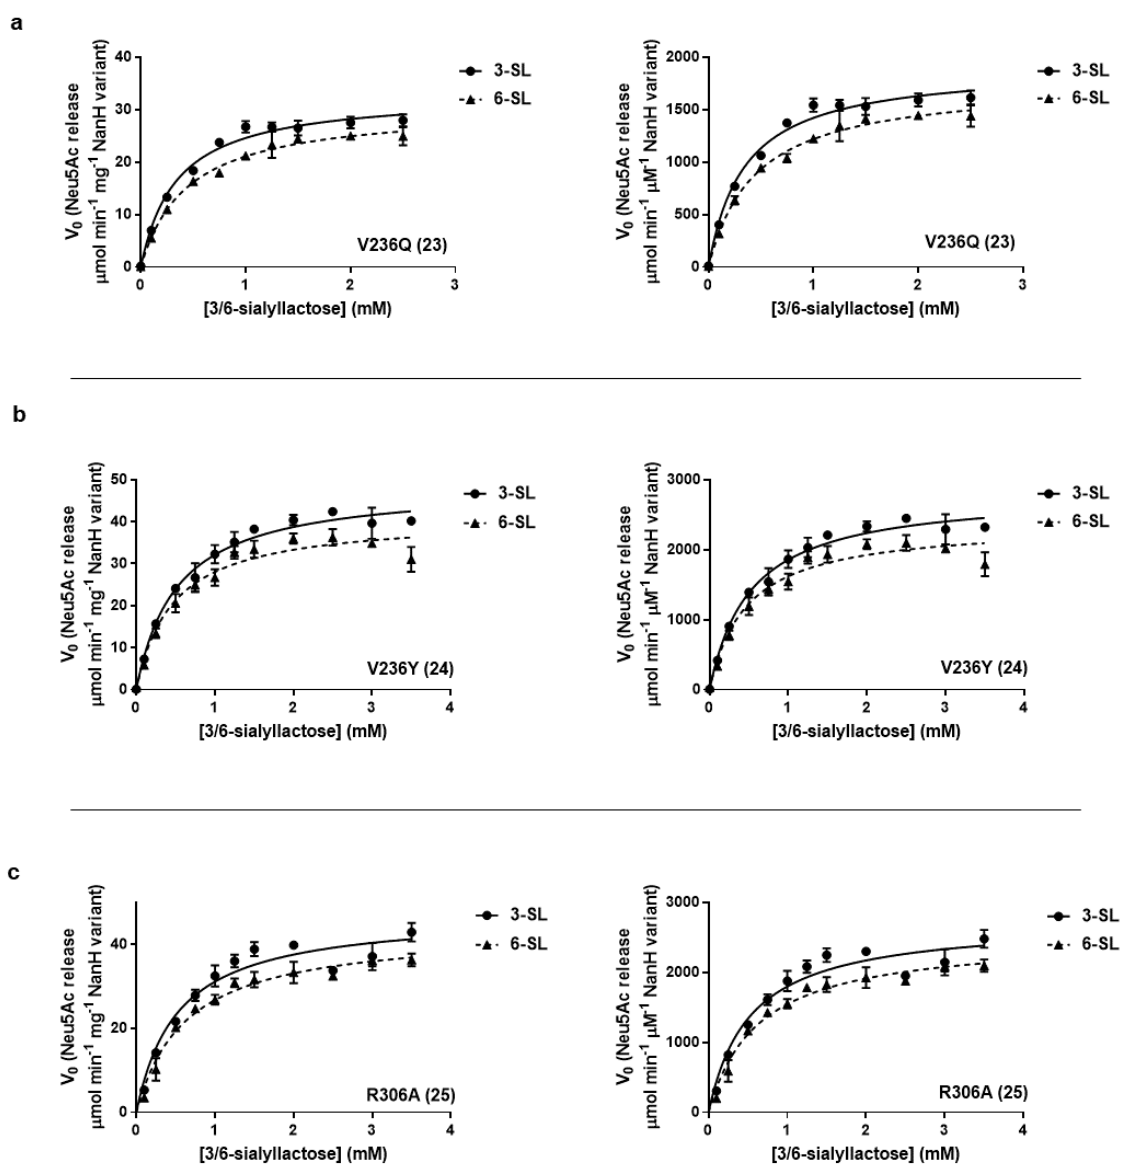 a
V₀ (Neu5Ac release
µmol min⁻¹ mg⁻¹ NanH variant)
40
30
20
10
0
0
1
2
3
[3/6-sialyllactose] (mM)
V236Q (23)
3-SL
6-SL
V₀ (Neu5Ac release
µmol min⁻¹ µM⁻¹ NanH variant)
2000
1500
1000
500
0
0
1
2
3
[3/6-sialyllactose] (mM)
V236Q (23)
3-SL
6-SL
b
V₀ (Neu5Ac release
µmol min⁻¹ mg⁻¹ NanH variant)
50
40
30
20
10
0
0
1
2
3
4
[3/6-sialyllactose] (mM)
V236Y (24)
3-SL
6-SL
V₀ (Neu5Ac release
µmol min⁻¹ µM⁻¹ NanH variant)
3000
2000
1000
0
0
1
2
3
4
[3/6-sialyllactose] (mM)
V236Y (24)
3-SL
6-SL
c
V₀ (Neu5Ac release
µmol min⁻¹ mg⁻¹ NanH variant)
40
20
0
0
1
2
3
4
[3/6-sialyllactose] (mM)
R306A (25)
3-SL
6-SL
V₀ (Neu5Ac release
µmol min⁻¹ µM⁻¹ NanH variant)
3000
2000
1000
0
0
1
2
3
4
[3/6-sialyllactose] (mM)
R306A (25)
3-SL
6-SL